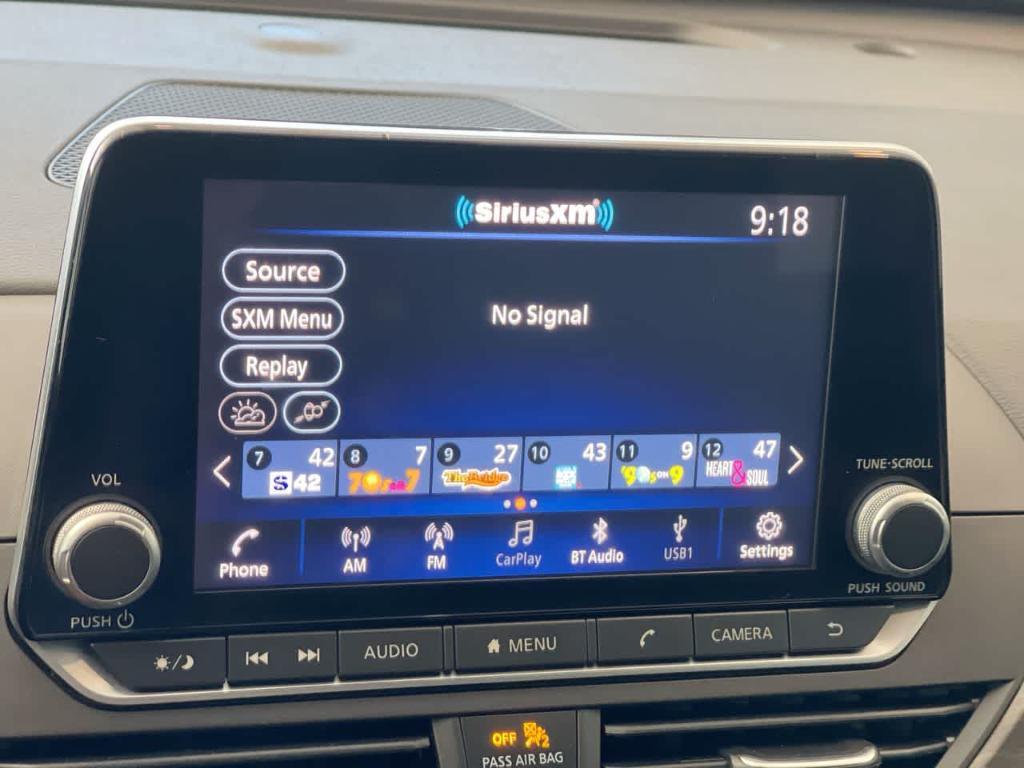 SiriusXM
9:18
Source
No Signal
SXM Menu
Replay
7 42 8 7 9 27 10 43 11 9 12 47
S 42 70s on 7 The Bridge '90s ON 9 HEART & SOUL
VOL
TUNE·SCROLL
Phone AM FM CarPlay BT Audio USB1 Settings
PUSH
PUSH SOUND
AUDIO MENU CAMERA
OFF 2
PASS AIR BAG